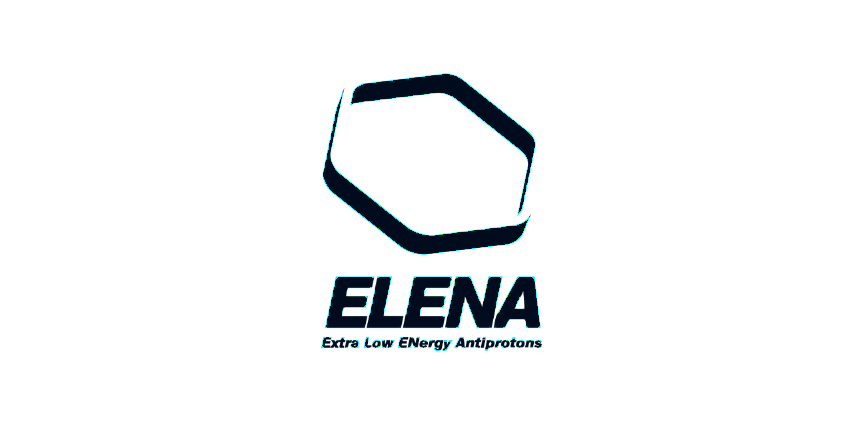 ELENA
Extra Low ENergy Antiprotons